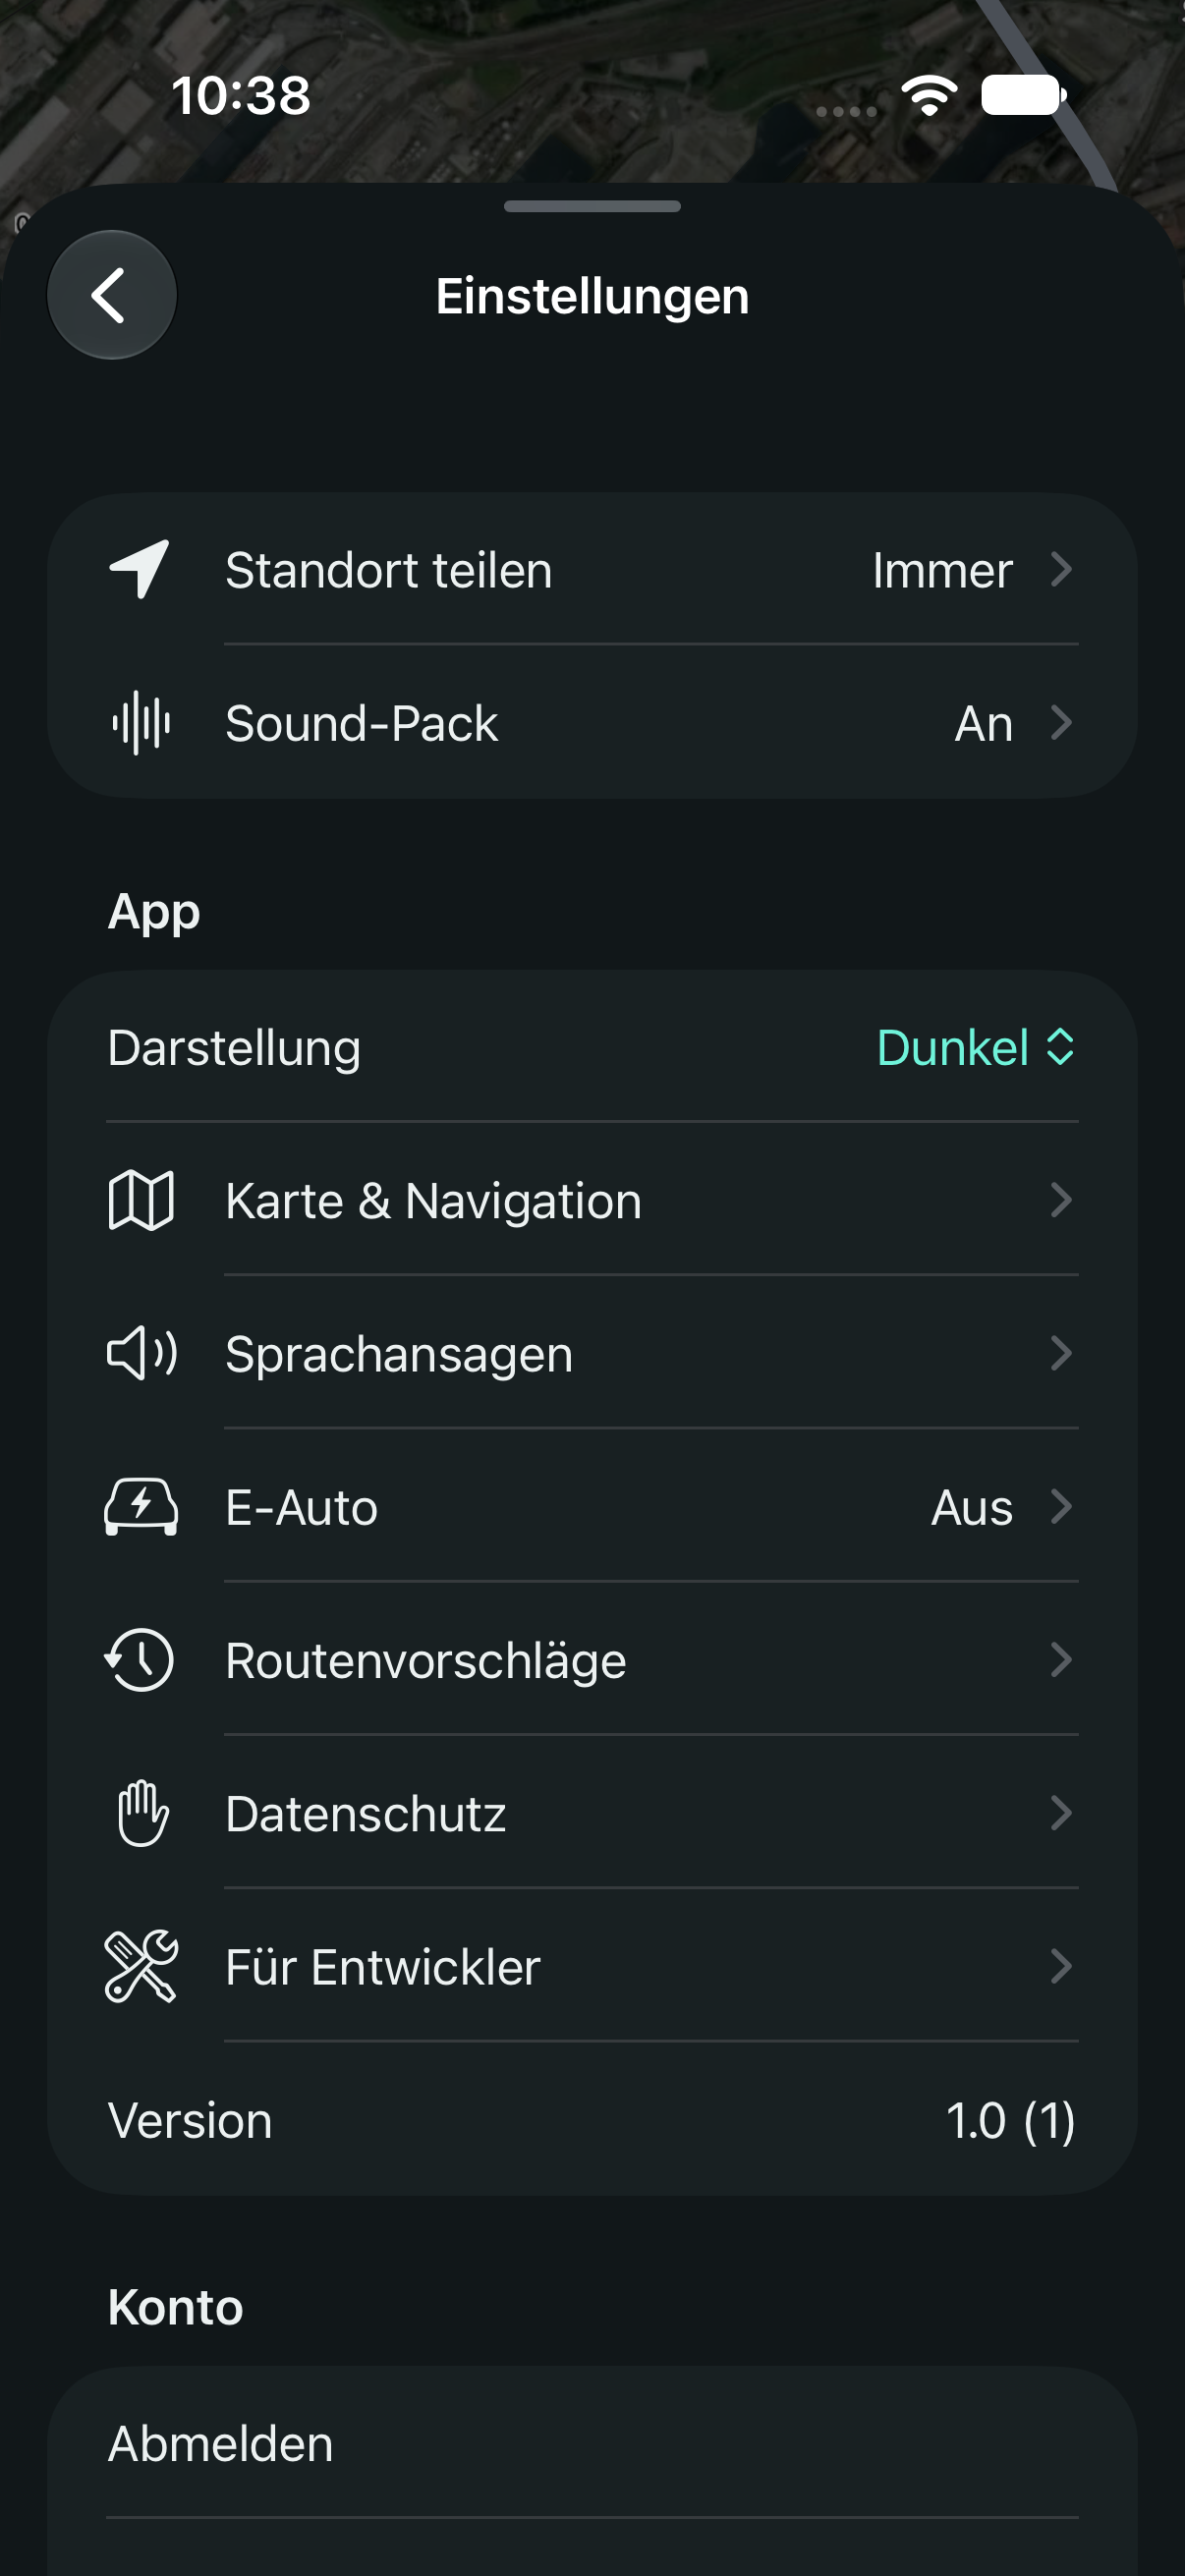 10:38
Einstellungen
Standort teilen Immer
Sound-Pack An
App
Darstellung Dunkel
Karte & Navigation
Sprachansagen
E-Auto Aus
Routenvorschläge
Datenschutz
Für Entwickler
Version 1.0 (1)
Konto
Abmelden